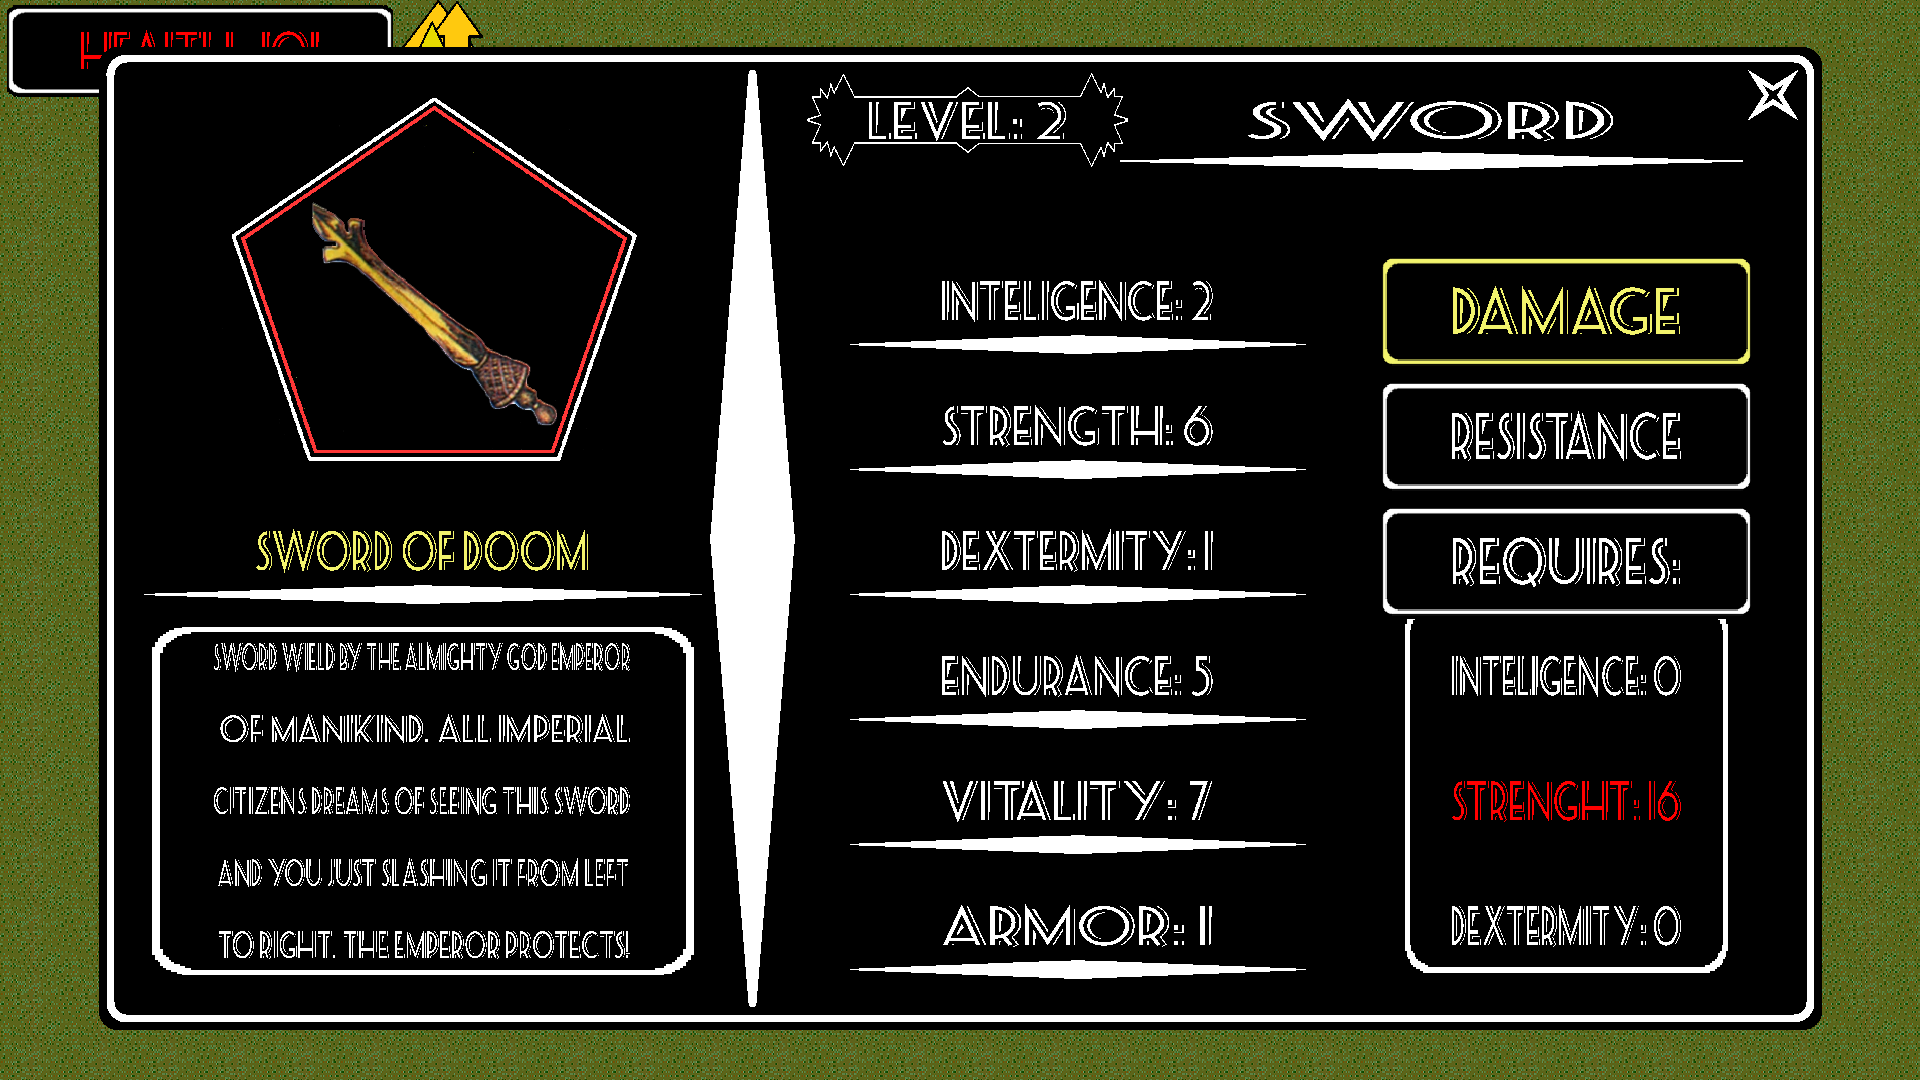 LEVEL: 2
SWORD
INTELIGENCE: 2
STRENGTH: 6
DEXTERMITY: 1
ENDURANCE: 5
VITALITY: 7
ARMOR: 1
DAMAGE
RESISTANCE
REQUIRES:
INTELIGENCE: 0
STRENGHT: 16
DEXTERMITY: 0
SWORD OF DOOM
SWORD WIELD BY THE ALMIGHTY GOD EMPEROR
OF MANIKIND. ALL IMPERIAL
CITIZENS DREAMS OF SEEING THIS SWORD
AND YOU JUST SLASHING IT FROM LEFT
TO RIGHT. THE EMPEROR PROTECTS!